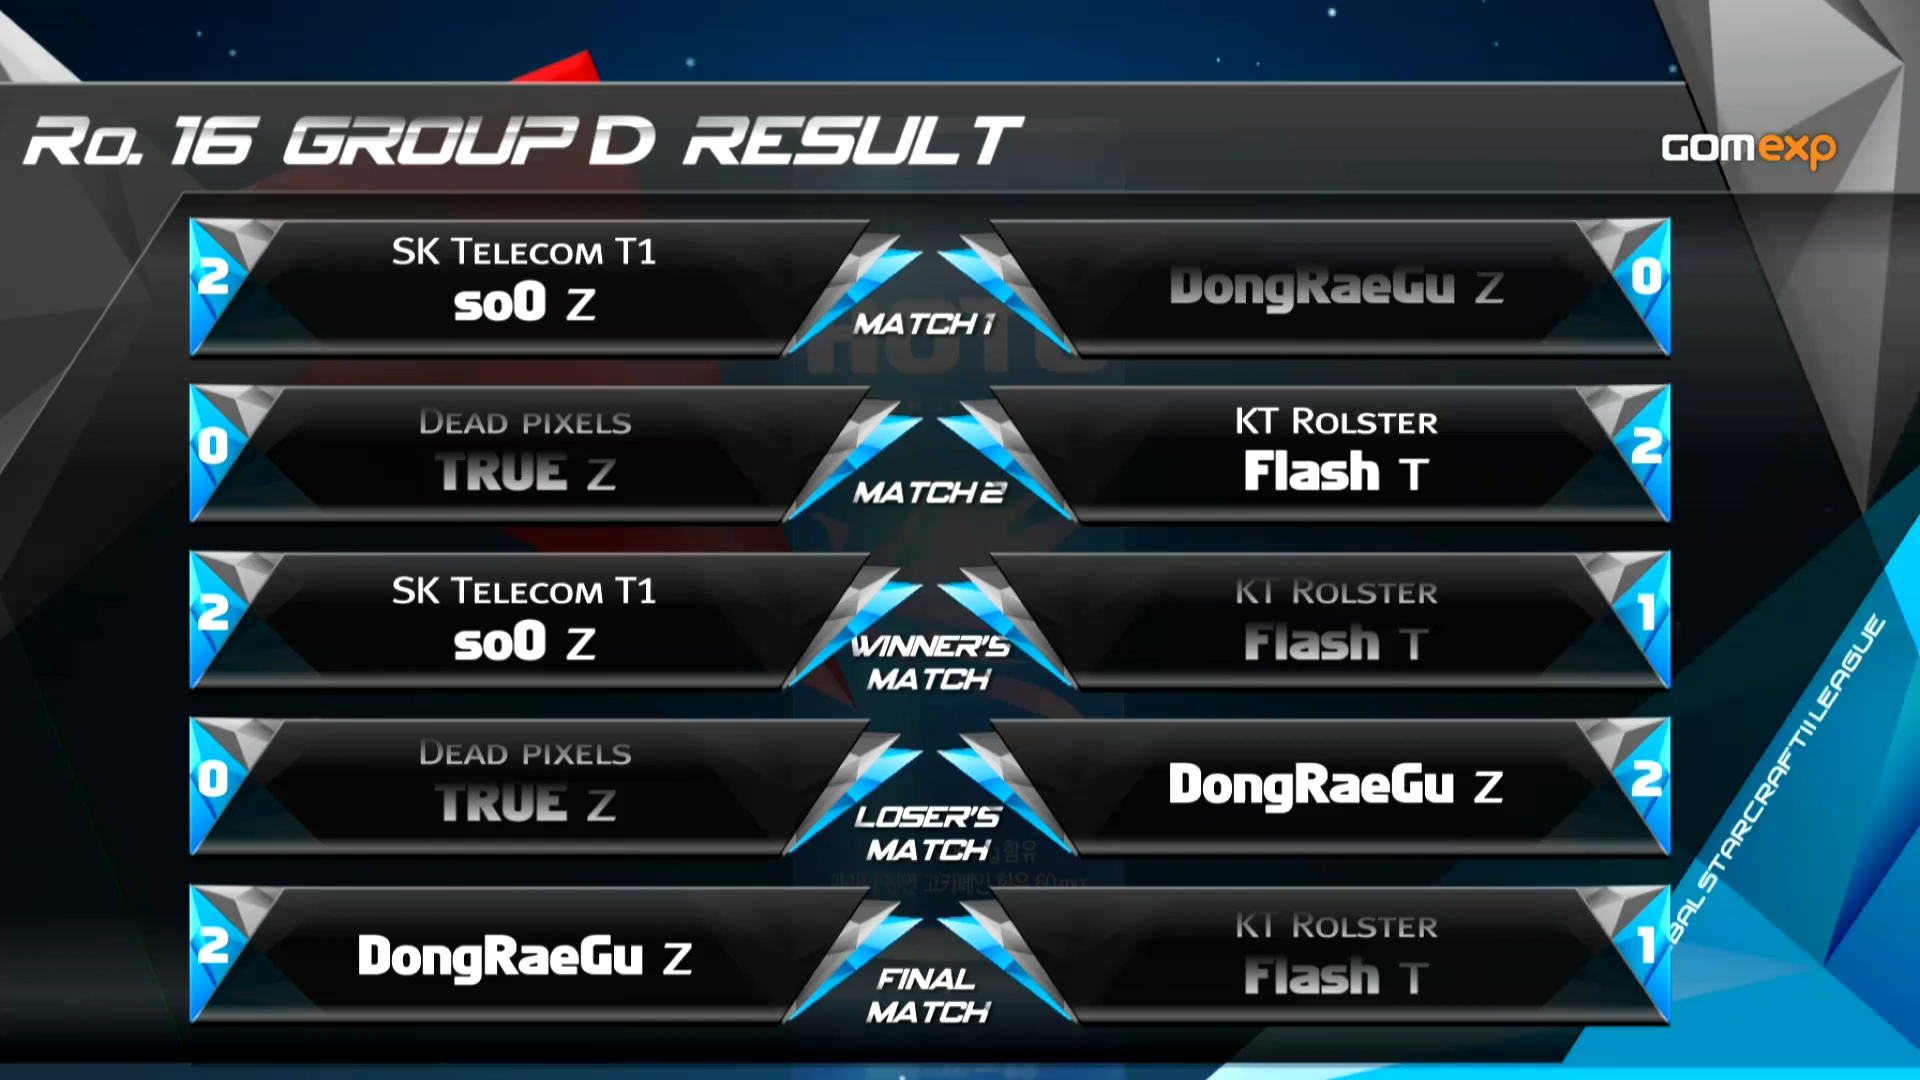 Ro. 16 GROUP D RESULT
GOMexp
2
SK TELECOM T1
soO Z
MATCH 1
DongRaeGu Z
0
0
DEAD PIXELS
TRUE Z
MATCH 2
KT ROLSTER
Flash T
2
2
SK TELECOM T1
soO Z
WINNER'S
MATCH
KT ROLSTER
Flash T
1
0
DEAD PIXELS
TRUE Z
LOSER'S
MATCH
DongRaeGu Z
2
2
DongRaeGu Z
FINAL
MATCH
KT ROLSTER
Flash T
1
BAL STARCRAFT II LEAGUE